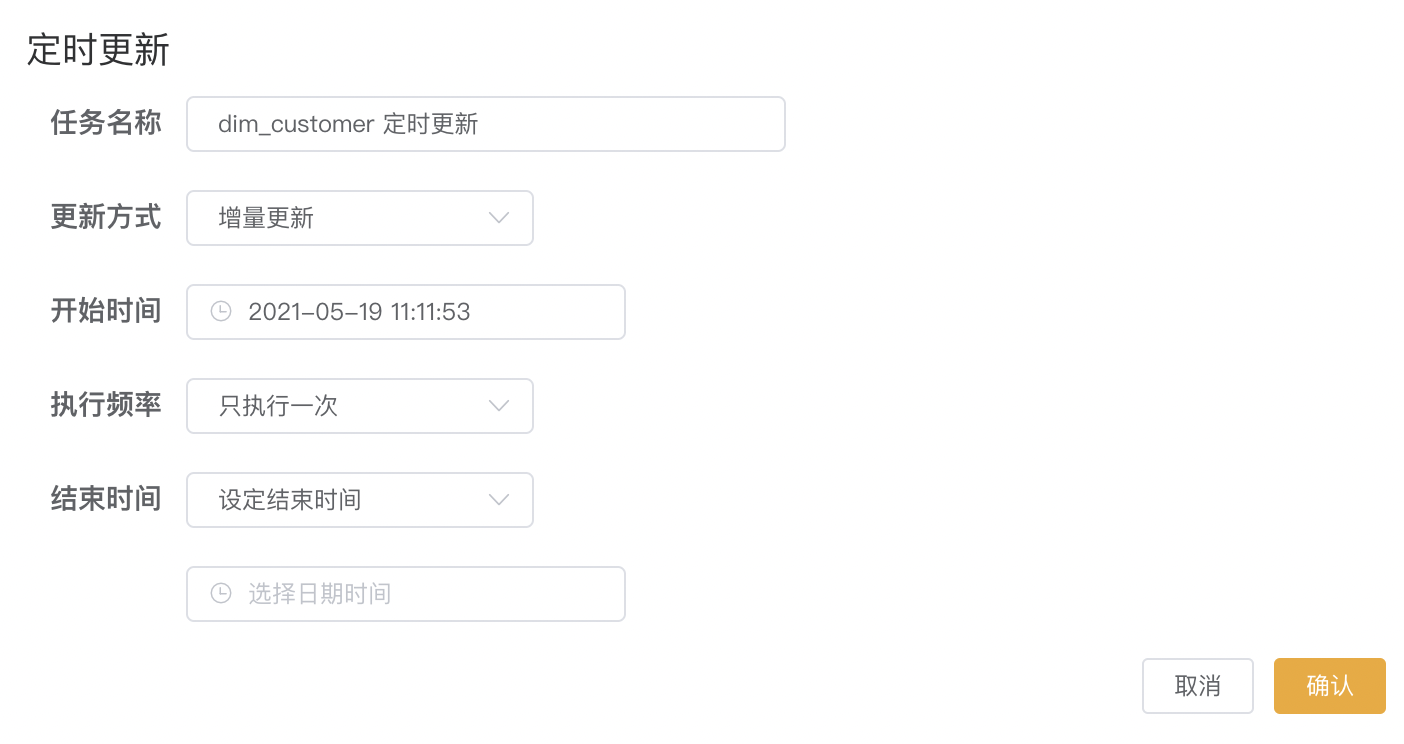 定时更新
任务名称 dim_customer 定时更新
更新方式 增量更新
开始时间 2021-05-19 11:11:53
执行频率 只执行一次
结束时间 设定结束时间
选择日期时间
取消 确认